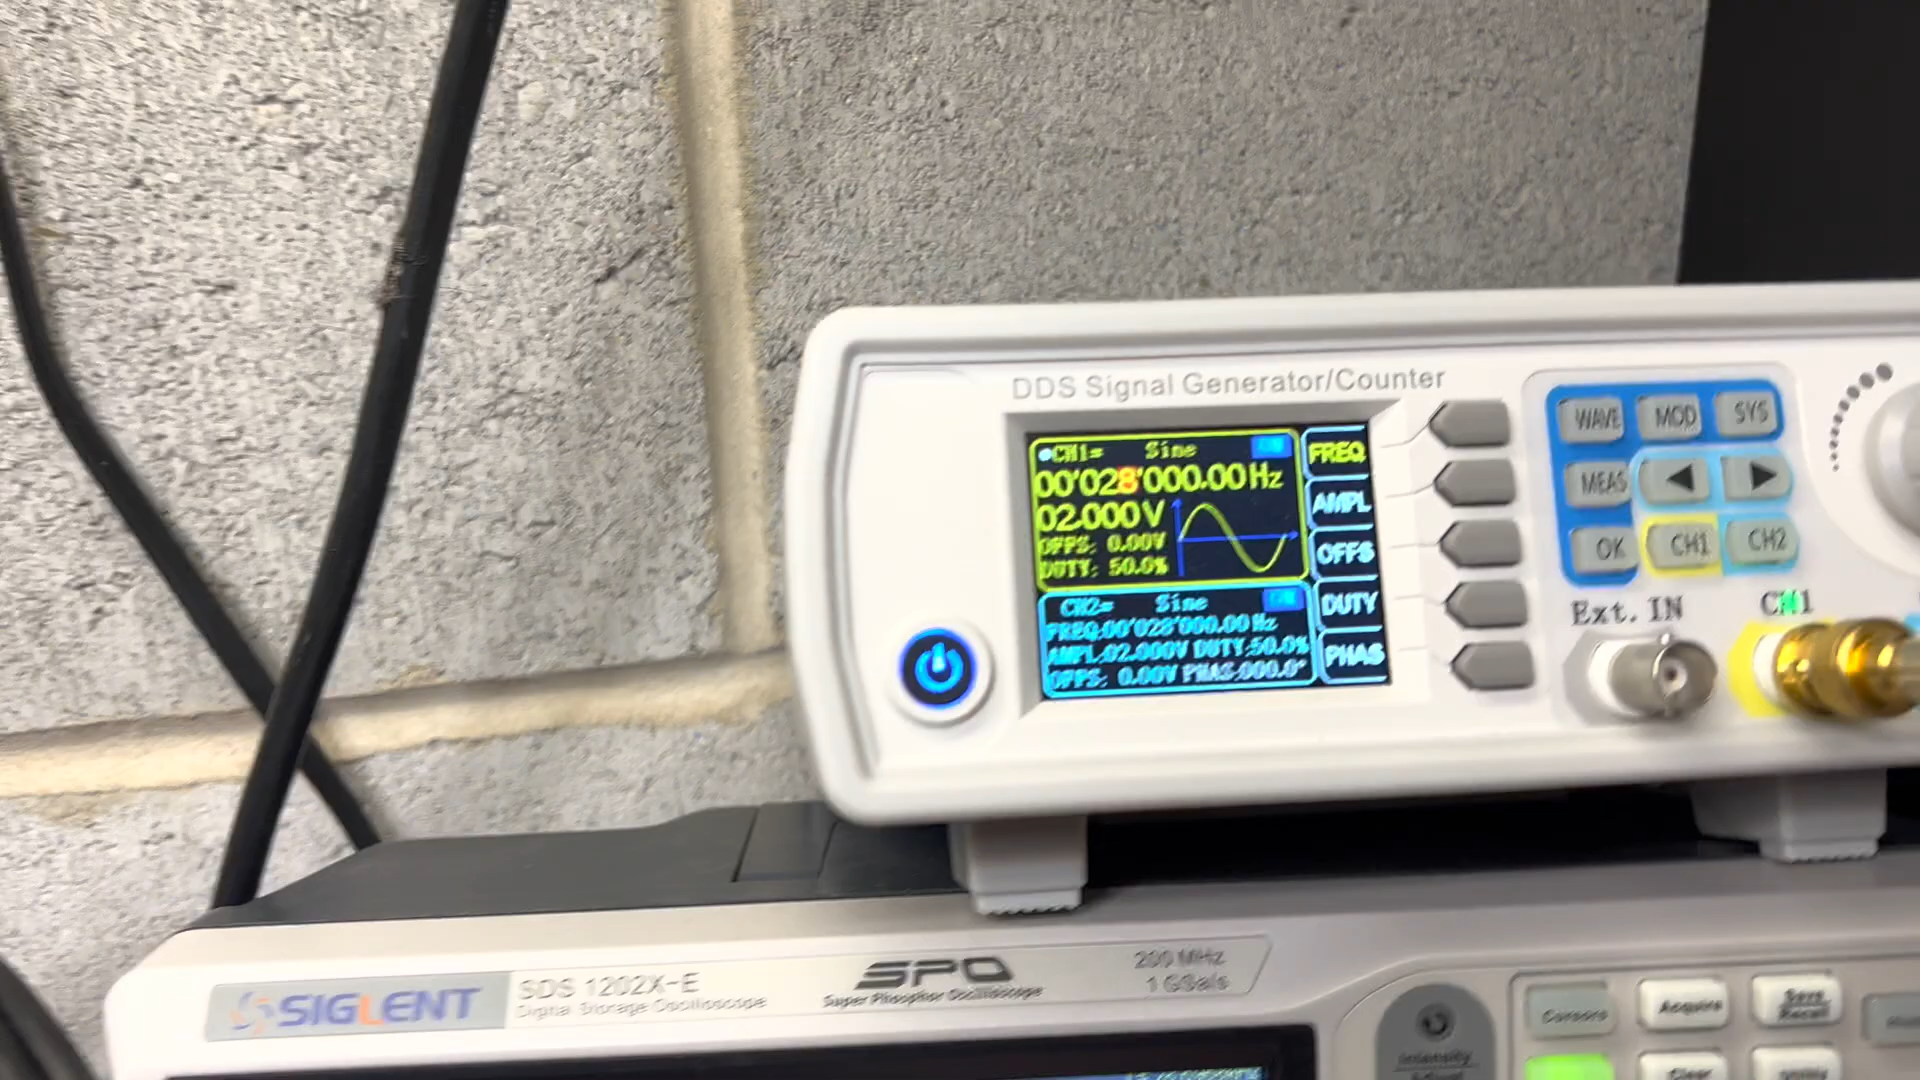 DDS Signal Generator/Counter
CH1= Sine
00'028'000.00Hz
02.000V
OFFS: 0.00V
DUTY: 50.0%
CH2= Sine
FREQ:00'028'000.00Hz
AMPL:02.000V DUTY:50.0%
OFFS: 0.00V PHAS:000.0°
FREQ
AMPL
OFFS
DUTY
PHAS
WAVE MOD SYS
MEAS ◀ ▶
OK CH1 CH2
Ext. IN CH1
SIGLENT SDS 1202X-E
Digital Storage Oscilloscope
SPO
Super Phosphor Oscilloscope
200 MHz
1 GSa/s
Cursors Acquire Save
Recall
Intensity
Clear